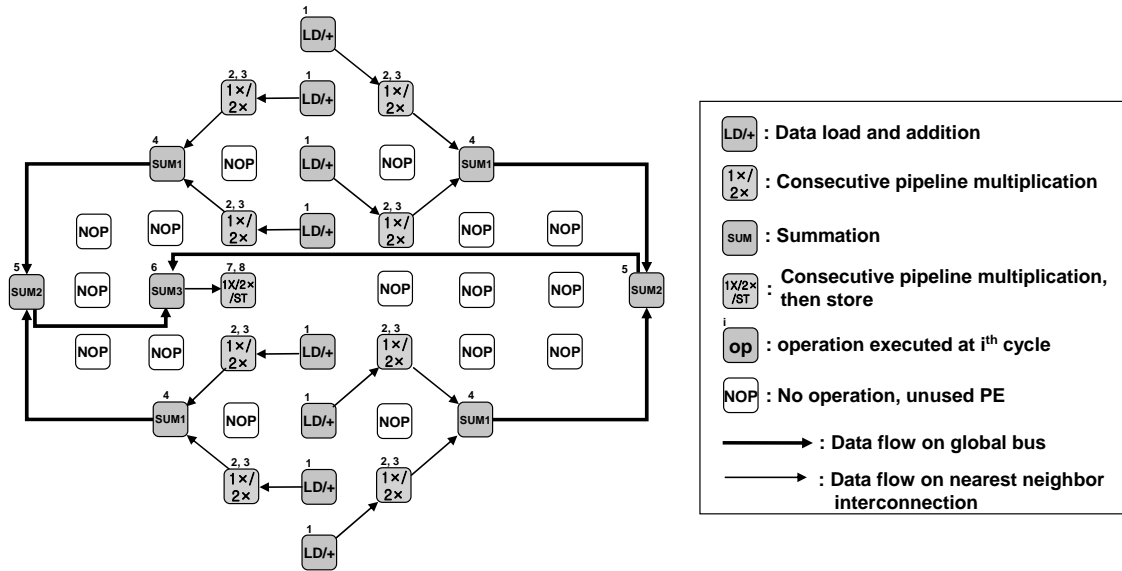 1
LD/+
2, 3
1×/
2×
1
LD/+
2, 3
1×/
2×
4
SUM1
NOP
1
LD/+
NOP
4
SUM1
NOP
NOP
2, 3
1×/
2×
1
LD/+
2, 3
1×/
2×
NOP
NOP
5
SUM2
NOP
6
SUM3
7, 8
1X/2×
/ST
NOP
NOP
NOP
5
SUM2
NOP
NOP
2, 3
1×/
2×
1
LD/+
2, 3
1×/
2×
NOP
NOP
4
SUM1
NOP
1
LD/+
NOP
4
SUM1
2, 3
1×/
2×
1
LD/+
2, 3
1×/
2×
1
LD/+
LD/+ : Data load and addition
1×/
2× : Consecutive pipeline multiplication
SUM : Summation
1X/2×
/ST : Consecutive pipeline multiplication,
then store
i
op : operation executed at ith cycle
NOP : No operation, unused PE
: Data flow on global bus
: Data flow on nearest neighbor
interconnection